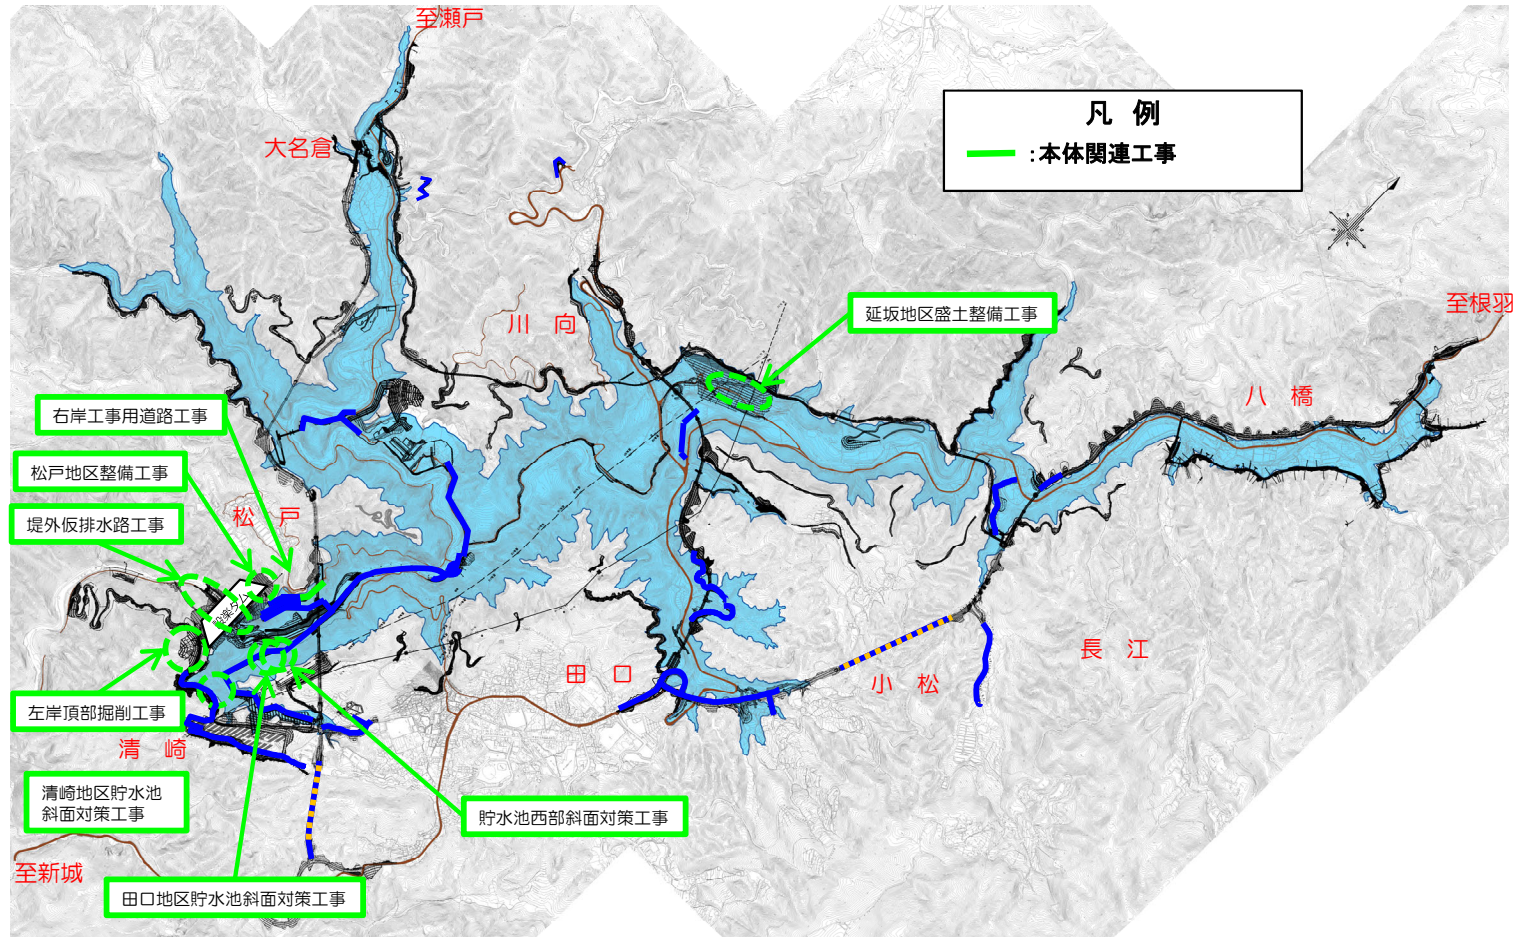 至瀬戸
凡 例
:本体関連工事
大名倉
至根羽
延坂地区盛土整備工事
川 向
八 橋
右岸工事用道路工事
松戸地区整備工事
松 戸
堤外仮排水路工事
設楽ダム
長 江
田 口
小 松
左岸頂部掘削工事
清 崎
清崎地区貯水池
斜面対策工事
貯水池西部斜面対策工事
至新城
田口地区貯水池斜面対策工事